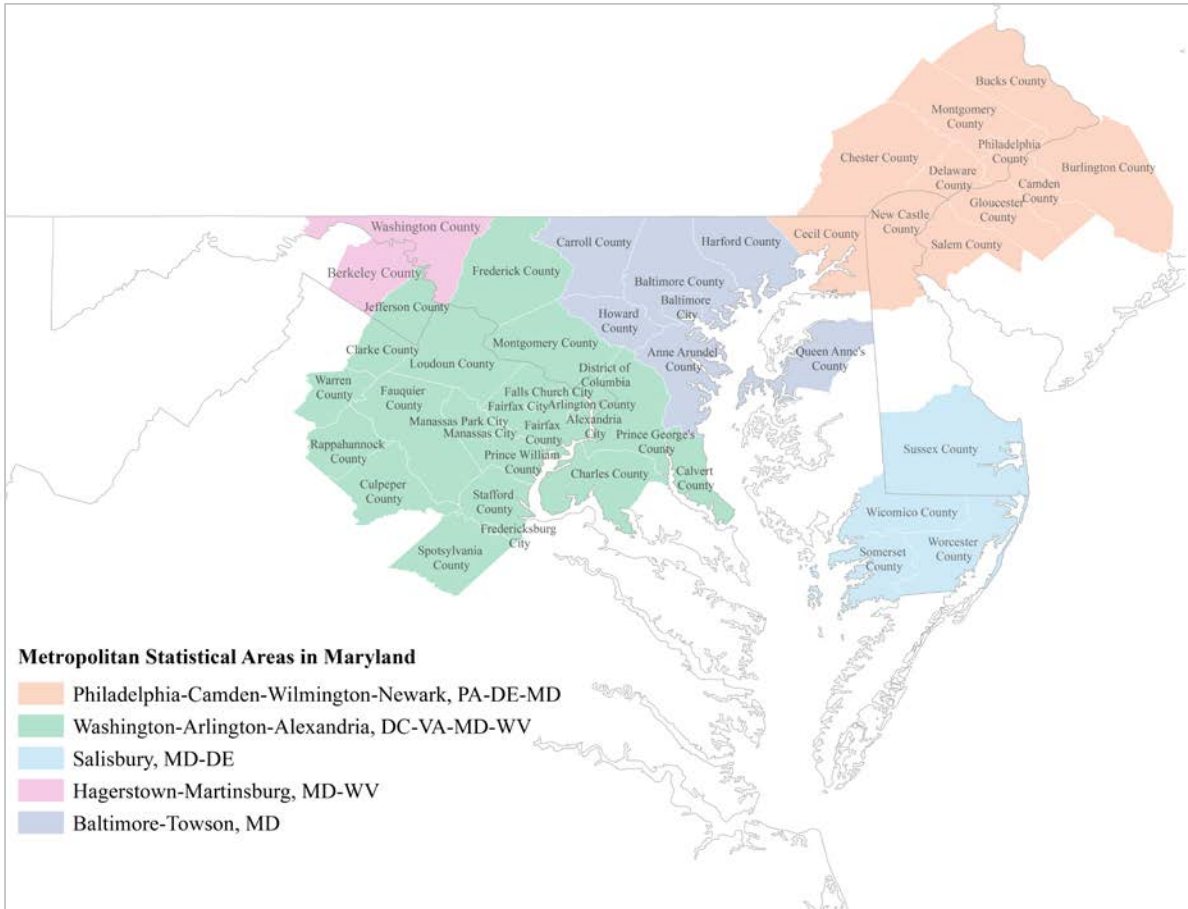 Bucks County
Montgomery
County
Philadelphia
County
Chester County
Burlington County
Delaware
County
Camden
County
Gloucester
County
New Castle
County
Salem County
Cecil County
Washington County
Berkeley County
Jefferson County
Frederick County
Carroll County
Harford County
Baltimore County
Baltimore
City
Howard
County
Anne Arundel
County
Queen Anne's
County
Montgomery County
Clarke County
Loudoun County
District of
Columbia
Warren
County
Fauquier
County
Falls Church City
Fairfax City
Arlington County
Alexandria
City
Manassas Park City
Manassas City
Fairfax
County
Prince George's
County
Rappahannock
County
Prince William
County
Charles County
Calvert
County
Culpeper
County
Stafford
County
Fredericksburg
City
Spotsylvania
County
Sussex County
Wicomico County
Somerset
County
Worcester
County
Metropolitan Statistical Areas in Maryland
Philadelphia-Camden-Wilmington-Newark, PA-DE-MD
Washington-Arlington-Alexandria, DC-VA-MD-WV
Salisbury, MD-DE
Hagerstown-Martinsburg, MD-WV
Baltimore-Towson, MD